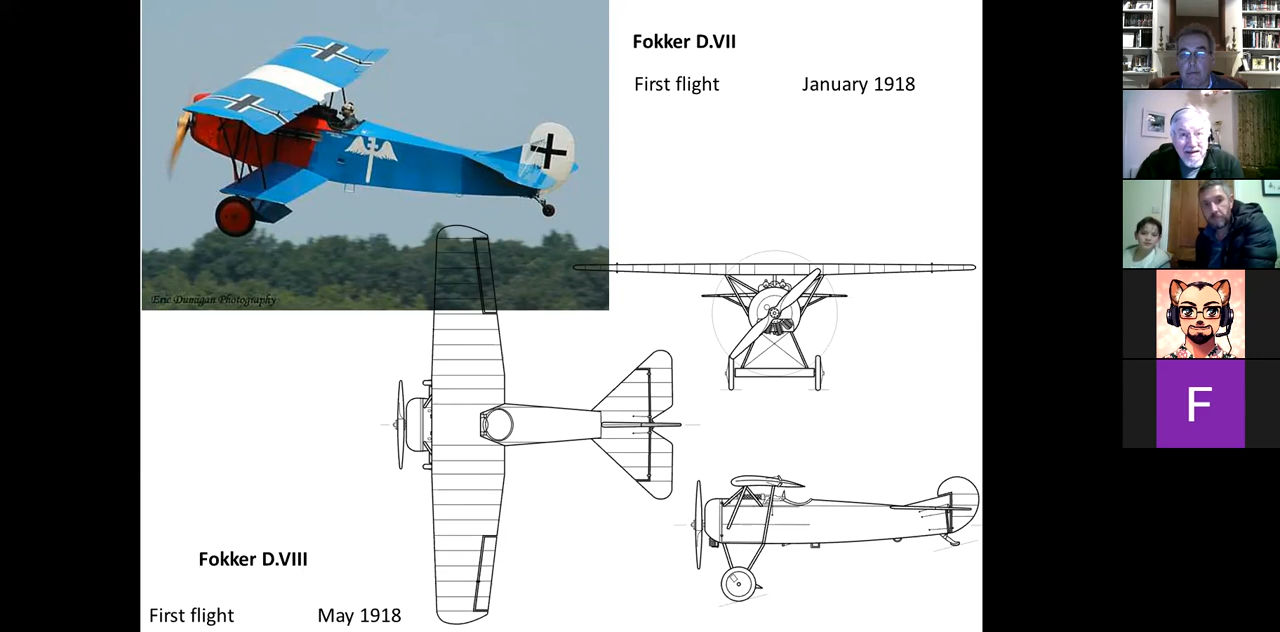 Fokker D.VII
First flight January 1918
Eric Dumigan Photography
Fokker D.VIII
First flight May 1918
F